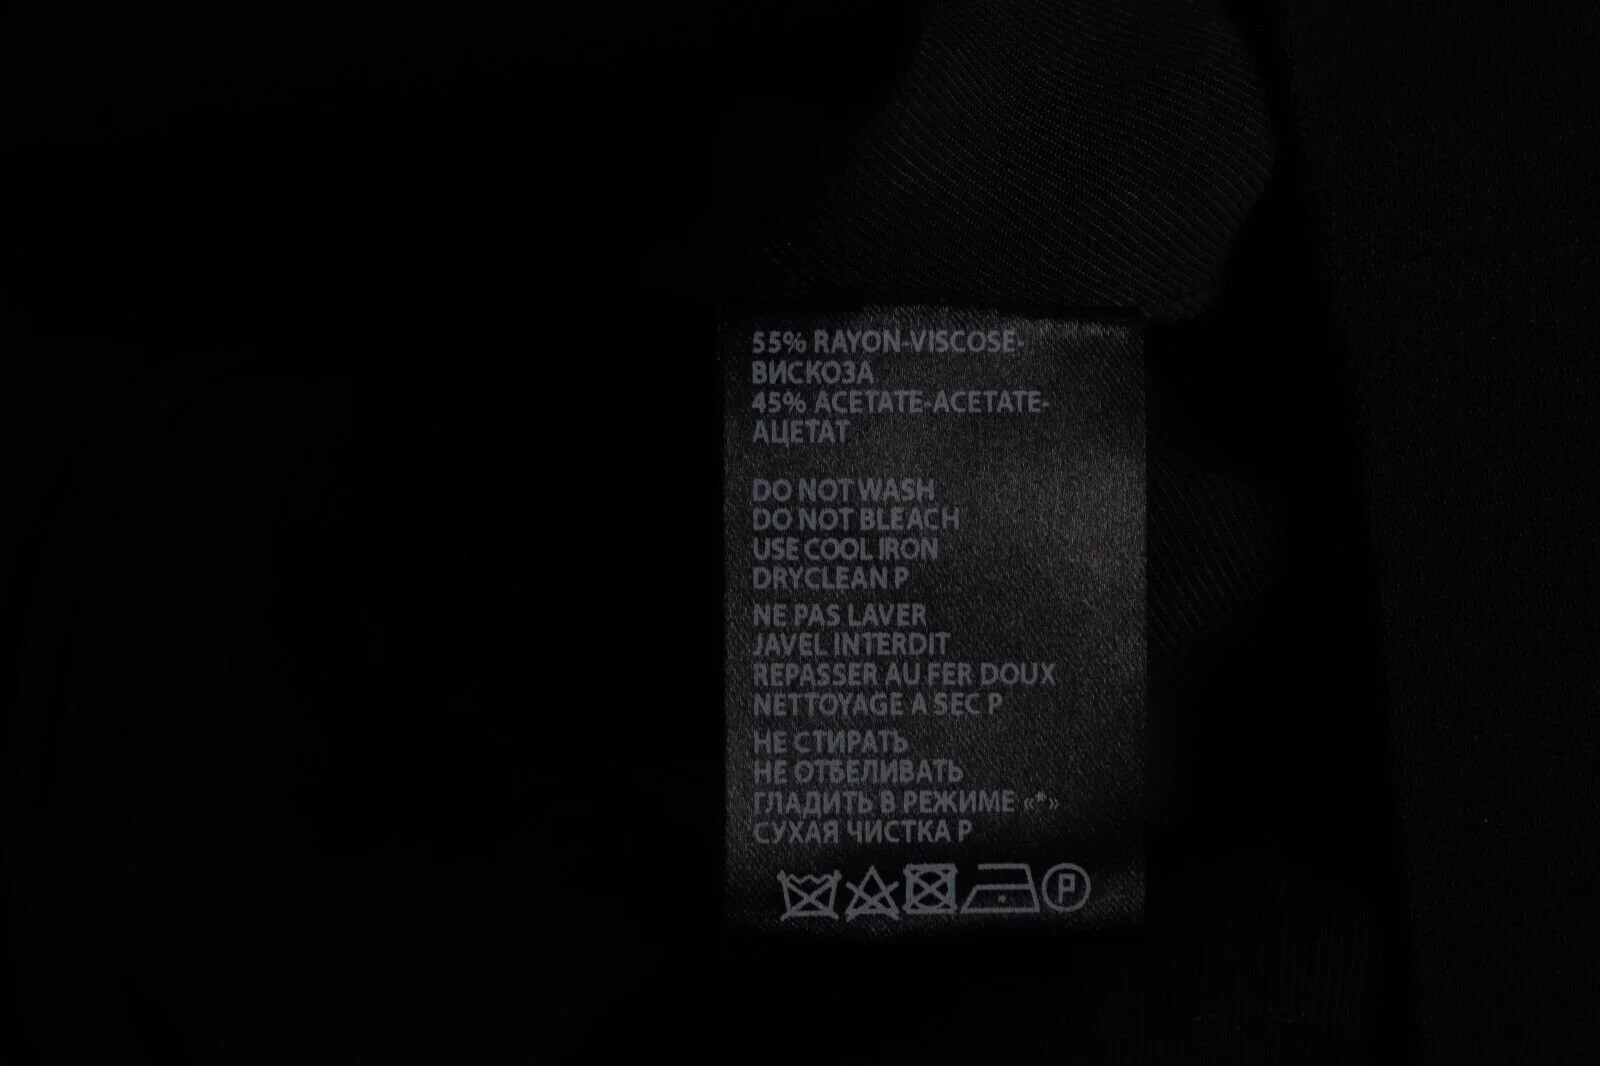 55% RAYON-VISCOSE-
ВИСКОЗА
45% ACETATE-ACETATE-
АЦЕТАТ
DO NOT WASH
DO NOT BLEACH
USE COOL IRON
DRYCLEAN P
NE PAS LAVER
JAVEL INTERDIT
REPASSER AU FER DOUX
NETTOYAGE A SEC P
НЕ СТИРАТЬ
НЕ ОТБЕЛИВАТЬ
ГЛАДИТЬ В РЕЖИМЕ «*»
СУХАЯ ЧИСТКА P
P